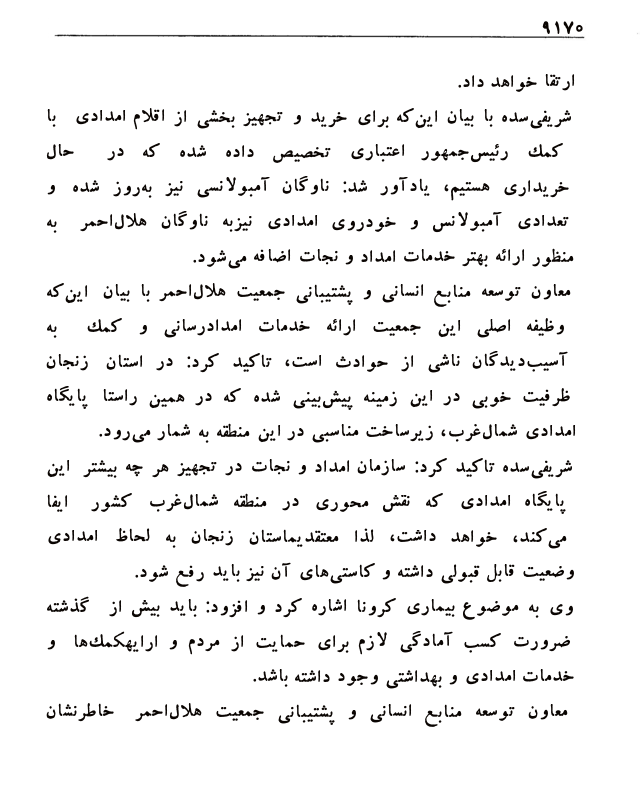 ۹۱۷۰
ارتقا خواهد داد.
شریفی‌سده با بیان این‌که برای خرید و تجهیز بخشی از اقلام امدادی با
کمك رئیس‌جمهور اعتباری تخصیص داده شده که در حال
خریداری هستیم، یادآور شد: ناوگان آمبولانسی نیز به‌روز شده و
تعدادی آمبولانس و خودروی امدادی نیزبه ناوگان هلال‌احمر به
منظور ارائه بهتر خدمات امداد و نجات اضافه می‌شود.
معاون توسعه منابع انسانی و پشتیبانی جمعیت هلال‌احمر با بیان این‌که
وظیفه اصلی این جمعیت ارائه خدمات امدادرسانی و کمك به
آسیب‌دیدگان ناشی از حوادث است، تاکید کرد: در استان زنجان
ظرفیت خوبی در این زمینه پیش‌بینی شده که در همین راستا پایگاه
امدادی شمال‌غرب، زیرساخت مناسبی در این منطقه به شمار می‌رود.
شریفی‌سده تاکید کرد: سازمان امداد و نجات در تجهیز هر چه بیشتر این
پایگاه امدادی که نقش محوری در منطقه شمال‌غرب کشور ایفا
می‌کند، خواهد داشت، لذا معتقدیماستان زنجان به لحاظ امدادی
وضعیت قابل قبولی داشته و کاستی‌های آن نیز باید رفع شود.
وی به موضوع بیماری کرونا اشاره کرد و افزود: باید بیش از گذشته
ضرورت کسب آمادگی لازم برای حمایت از مردم و ارایهکمك‌ها و
خدمات امدادی و بهداشتی وجود داشته باشد.
معاون توسعه منابع انسانی و پشتیبانی جمعیت هلال‌احمر خاطرنشان